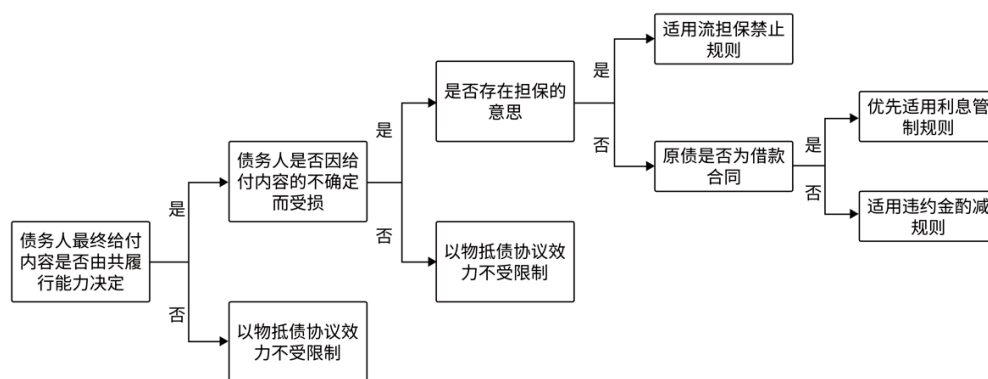 债务人最终给付
内容是否由共履
行能力决定
是
否
债务人是否因给
付内容的不确定
而受损
以物抵债协议效
力不受限制
是
否
是否存在担保的
意思
以物抵债协议效
力不受限制
是
否
适用流担保禁止
规则
原债是否为借款
合同
是
否
优先适用利息管
制规则
适用违约金酌减
规则